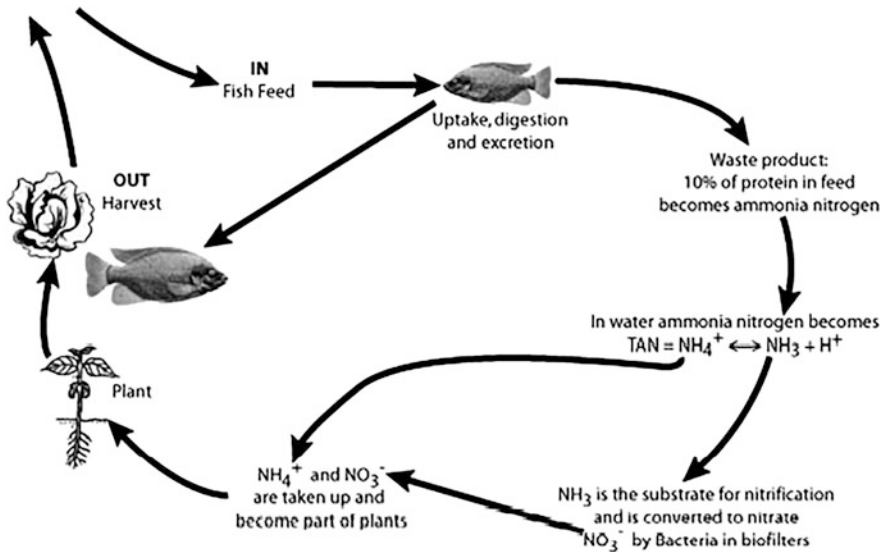 IN
Fish Feed
Uptake, digestion
and excretion
Waste product:
10% of protein in feed
becomes ammonia nitrogen
OUT
Harvest
In water ammonia nitrogen becomes
TAN = NH₄⁺ ⟺ NH₃ + H⁺
Plant
NH₄⁺ and NO₃⁻
are taken up and
become part of plants
NH₃ is the substrate for nitrification
and is converted to nitrate
NO₃⁻ by Bacteria in biofilters